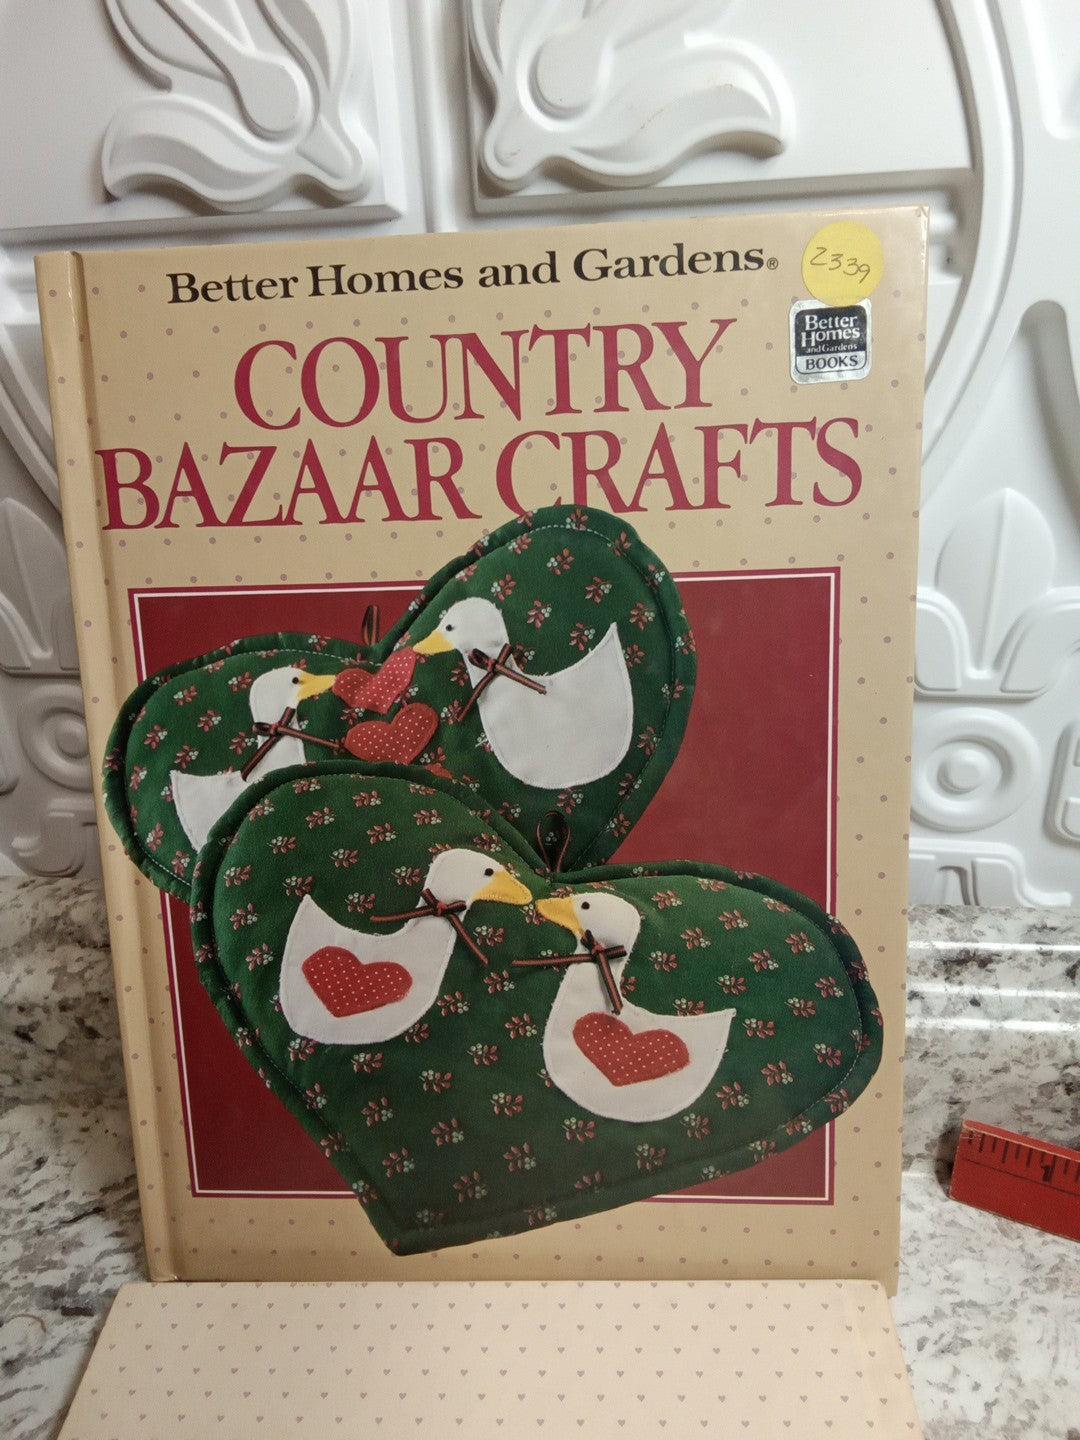 Better Homes and Gardens®
COUNTRY
BAZAAR CRAFTS
2339
Better
Homes
and Gardens
BOOKS